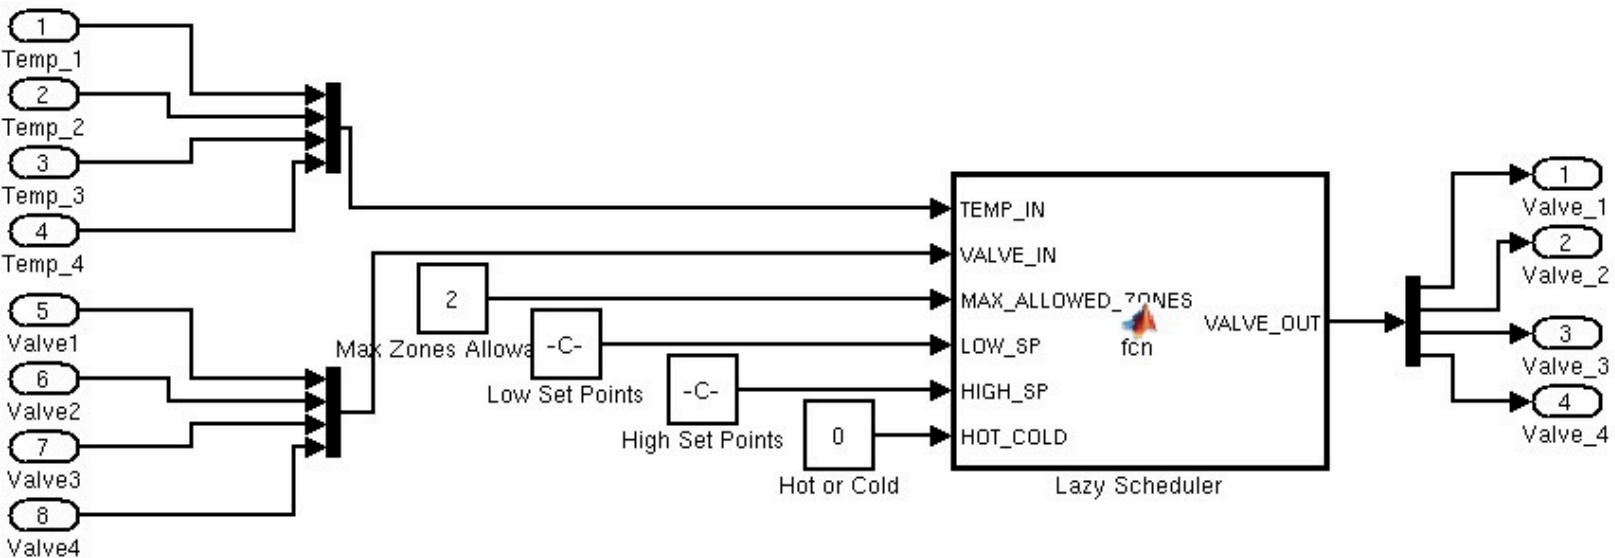 1
Temp_1
2
Temp_2
3
Temp_3
4
Temp_4
5
Valve1
6
Valve2
7
Valve3
8
Valve4
2
Max Zones Allowa
-C-
Low Set Points
-C-
High Set Points
0
Hot or Cold
TEMP_IN
VALVE_IN
MAX_ALLOWED_ZONES
LOW_SP
HIGH_SP
HOT_COLD
fcn
VALVE_OUT
Lazy Scheduler
1
Valve_1
2
Valve_2
3
Valve_3
4
Valve_4